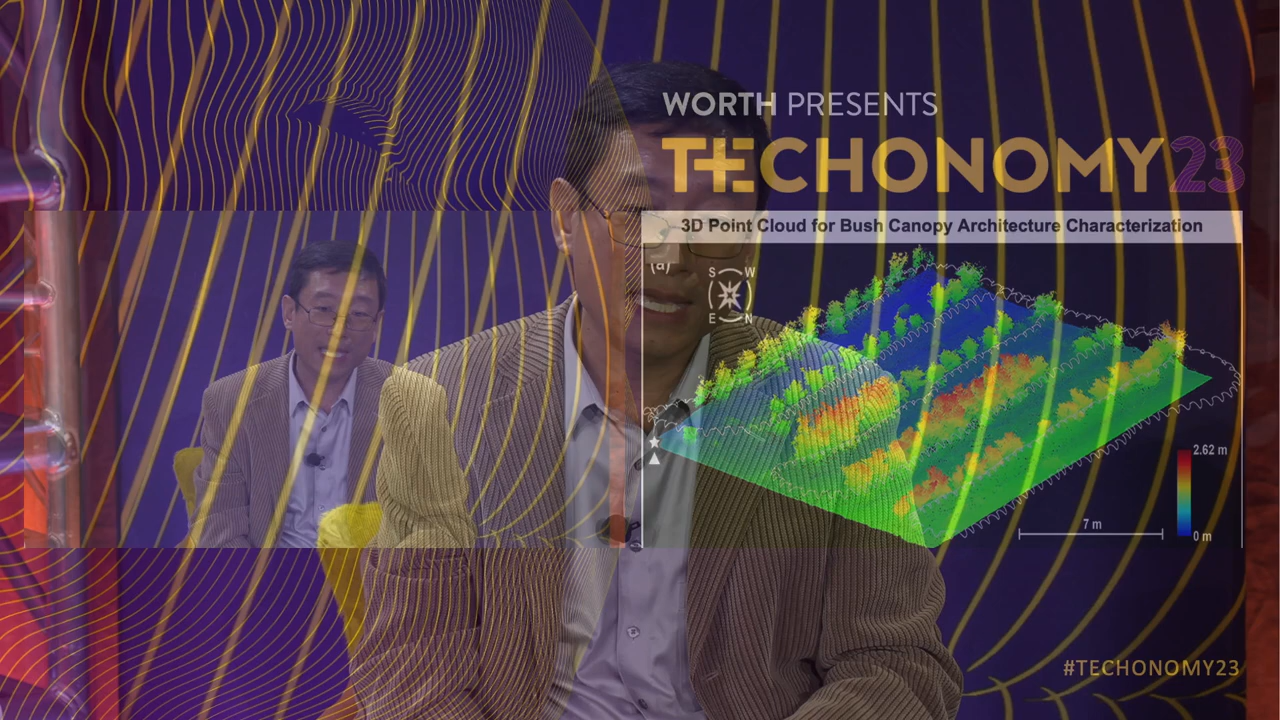 WORTH PRESENTS
TECHONOMY23
3D Point Cloud for Bush Canopy Architecture Characterization
(a)
S W
E N
2.62 m
7 m
0 m
#TECHONOMY23